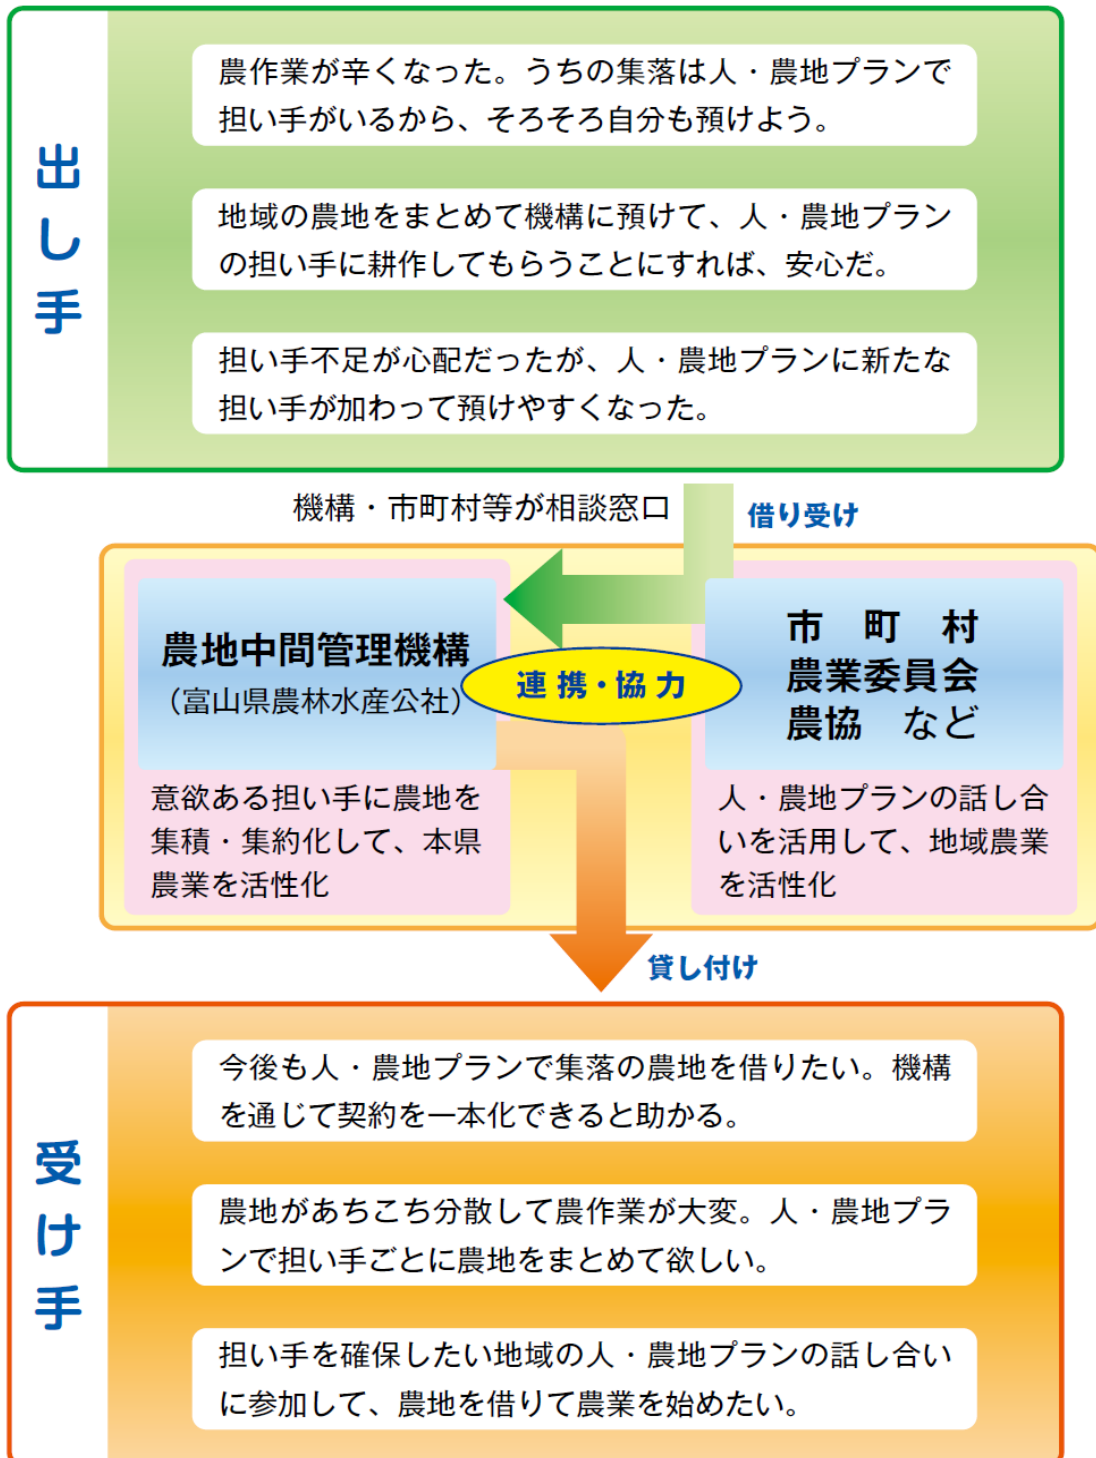 出し手
農作業が辛くなった。うちの集落は人・農地プランで
担い手がいるから、そろそろ自分も預けよう。
地域の農地をまとめて機構に預けて、人・農地プラン
の担い手に耕作してもらうことにすれば、安心だ。
担い手不足が心配だったが、人・農地プランに新たな
担い手が加わって預けやすくなった。
機構・市町村等が相談窓口
借り受け
農地中間管理機構
（富山県農林水産公社）
連携・協力
市　町　村
農業委員会
農協　など
意欲ある担い手に農地を
集積・集約化して、本県
農業を活性化
人・農地プランの話し合
いを活用して、地域農業
を活性化
貸し付け
受け手
今後も人・農地プランで集落の農地を借りたい。機構
を通じて契約を一本化できると助かる。
農地があちこち分散して農作業が大変。人・農地プラ
ンで担い手ごとに農地をまとめて欲しい。
担い手を確保したい地域の人・農地プランの話し合い
に参加して、農地を借りて農業を始めたい。